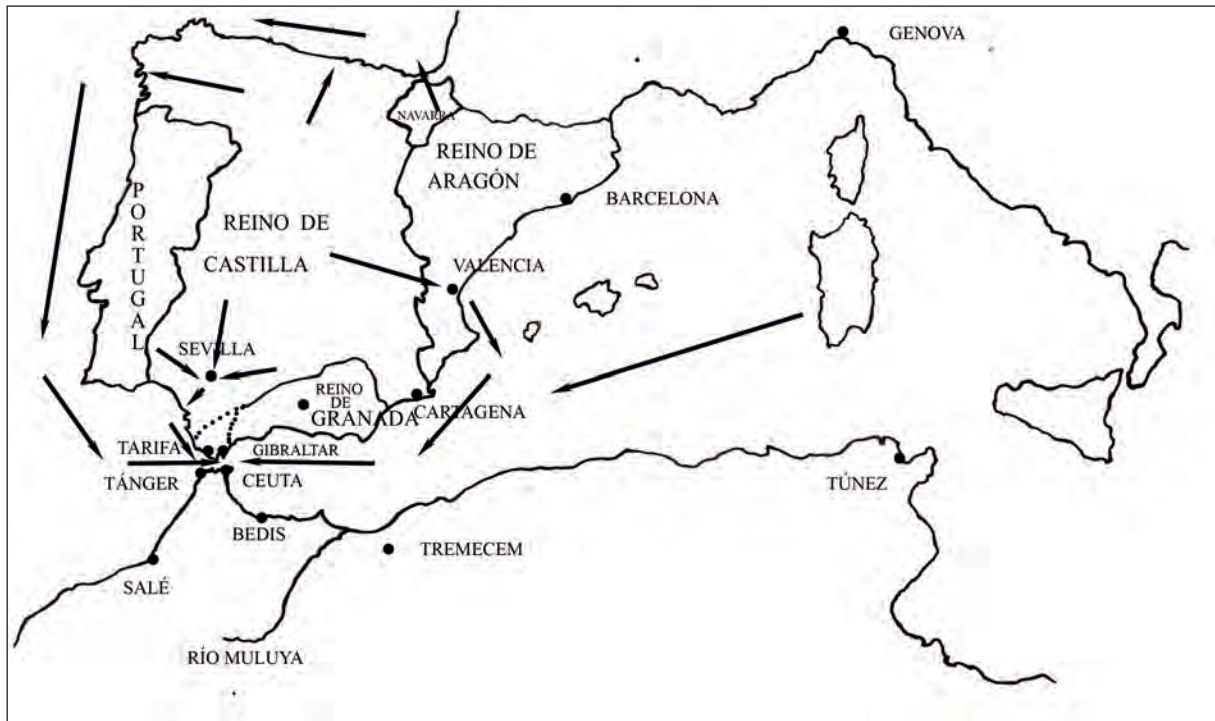 GENOVA
NAVARRA
REINO DE
ARAGÓN
BARCELONA
PORTUGAL
REINO DE
CASTILLA
VALENCIA
SEVILLA
REINO
DE
GRANADA
CARTAGENA
TARIFA
GIBRALTAR
TÁNGER
CEUTA
TÚNEZ
BEDIS
TREMECEM
SALÉ
RÍO MULUYA